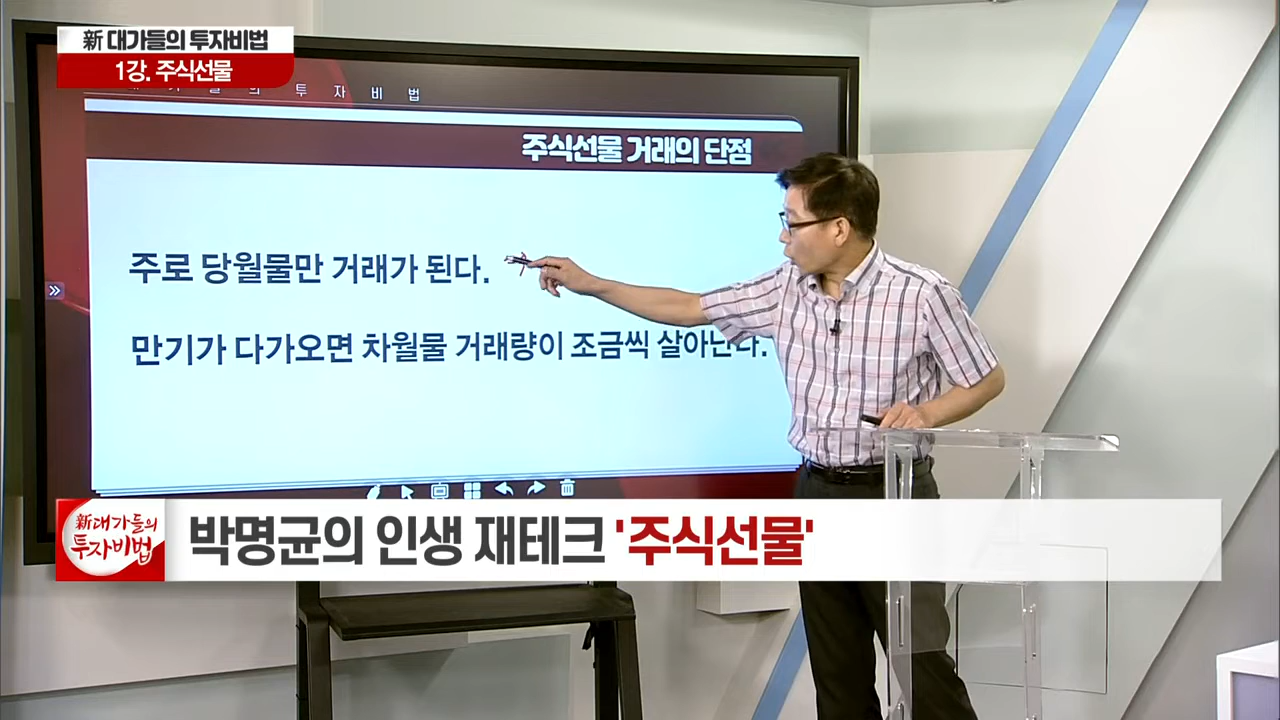 新 대가들의 투자비법
1강. 주식선물
투 자 비 법
주식선물 거래의 단점
주로 당월물만 거래가 된다.
만기가 다가오면 차월물 거래량이 조금씩 살아난다.
新 대가들의
투자비법
박명균의 인생 재테크 '주식선물'